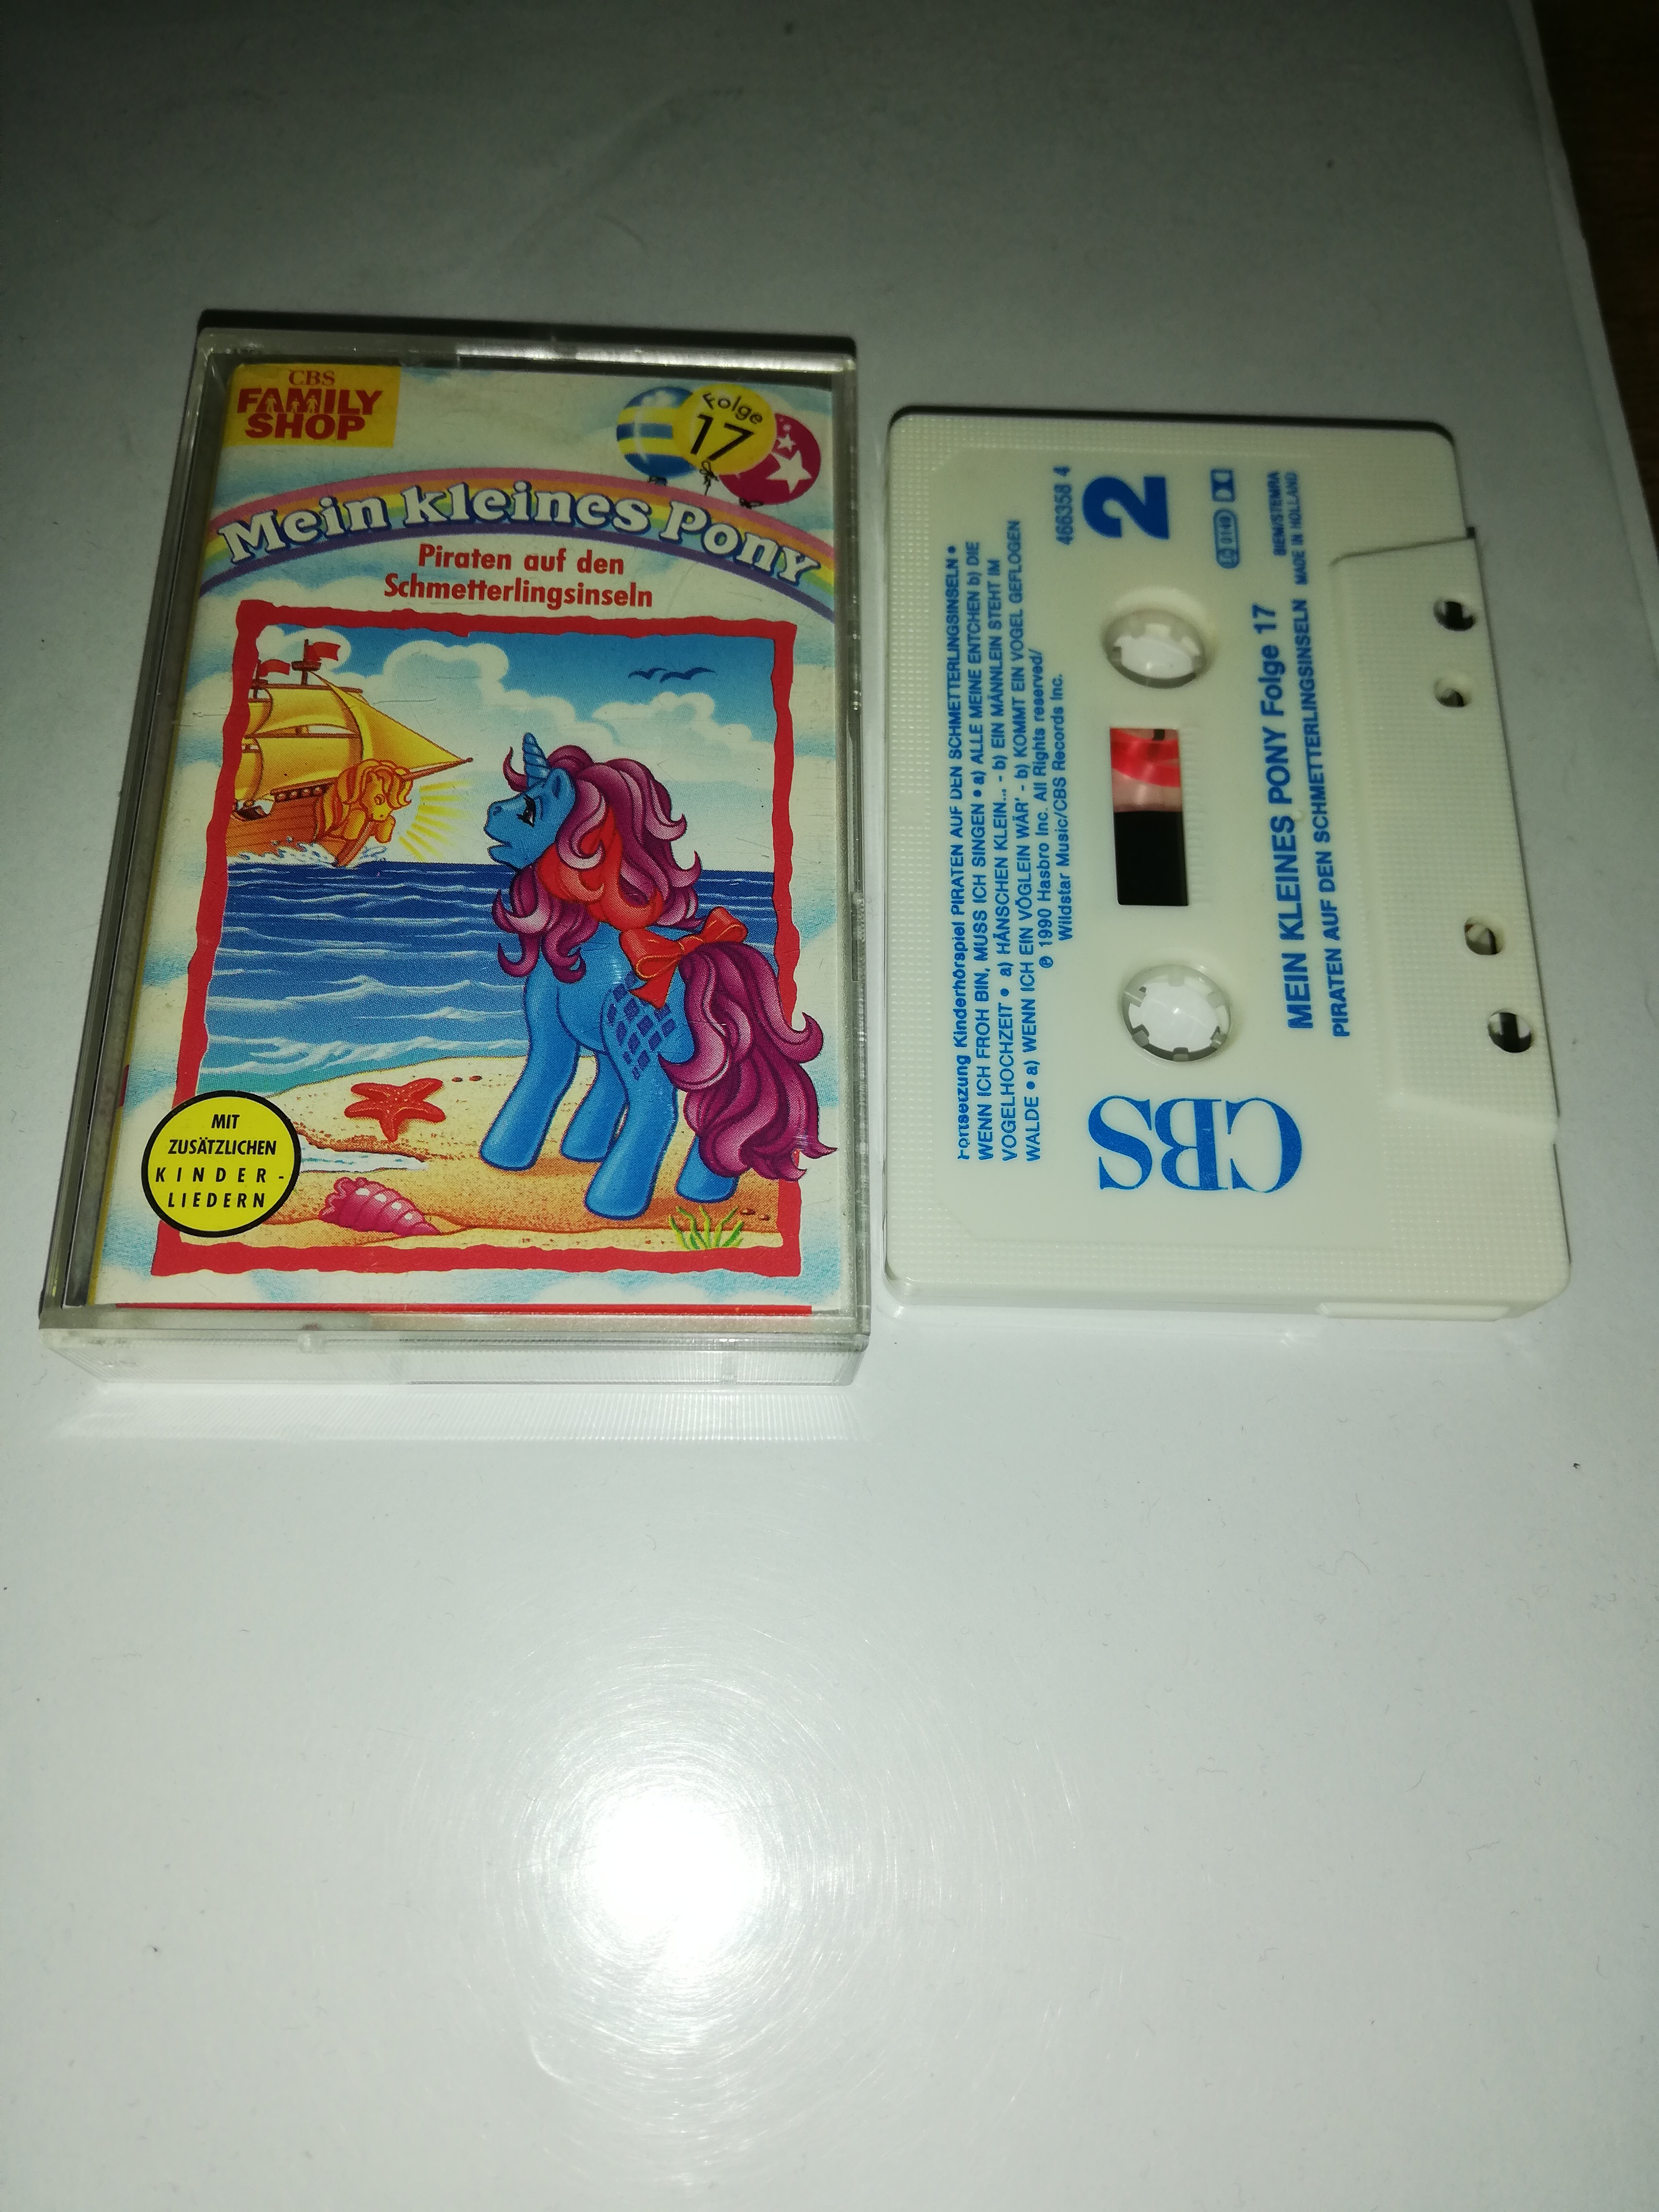 CBS
FAMILY
SHOP
Folge
17
Mein kleines Pony
Piraten auf den
Schmetterlingsinseln
MIT
ZUSÄTZLICHEN
KINDER-
LIEDERN
Fortsetzung Kinderhörspiel PIRATEN AUF DEN SCHMETTERLINGSINSELN •
WENN ICH FROH BIN, MUSS ICH SINGEN • a) ALLE MEINE ENTCHEN b) DIE
VOGELHOCHZEIT • a) HÄNSCHEN KLEIN... - b) EIN MÄNNLEIN STEHT IM
WALDE • a) WENN ICH EIN VÖGLEIN WÄR' - b) KOMMT EIN VOGEL GEFLOGEN
℗ 1990 Hasbro Inc. All Rights reserved/
Wildstar Music/CBS Records Inc.
466358 4
2
CBS
LC 0149
BIEM/STEMRA
MADE IN HOLLAND
MEIN KLEINES PONY Folge 17
PIRATEN AUF DEN SCHMETTERLINGSINSELN